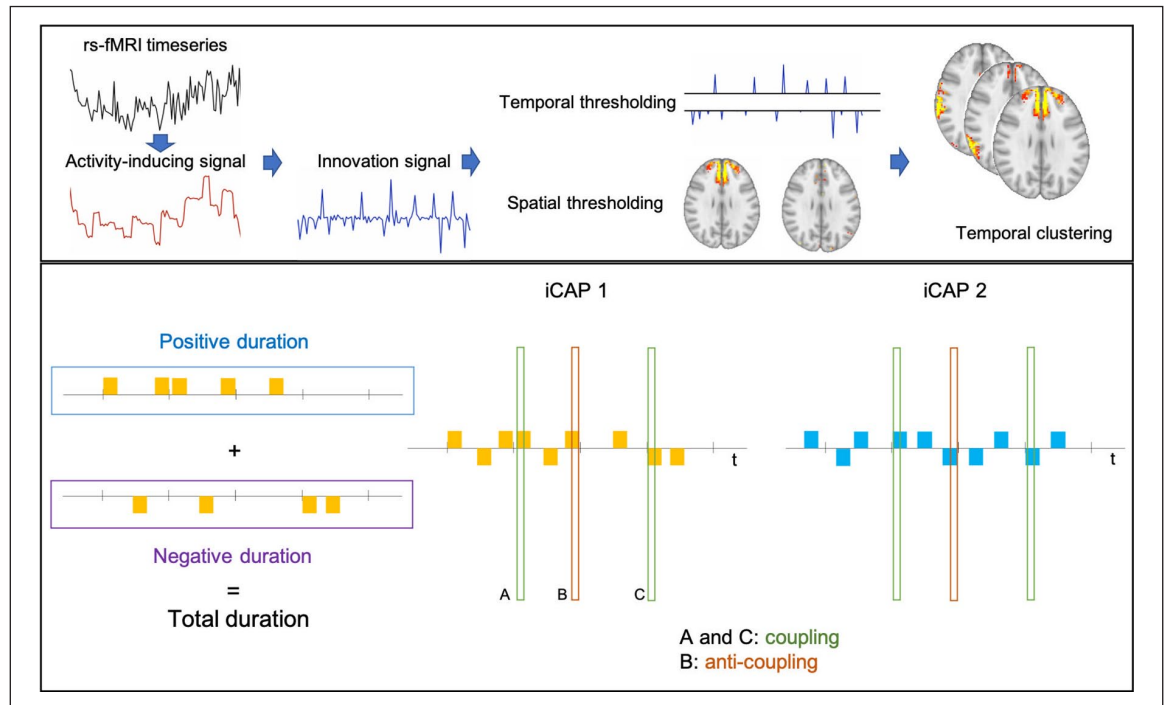 rs-fMRI timeseries
Temporal thresholding
Activity-inducing signal
Innovation signal
Spatial thresholding
Temporal clustering
iCAP 1
iCAP 2
Positive duration
+
t
t
Negative duration
=
Total duration
A
B
C
A and C: coupling
B: anti-coupling